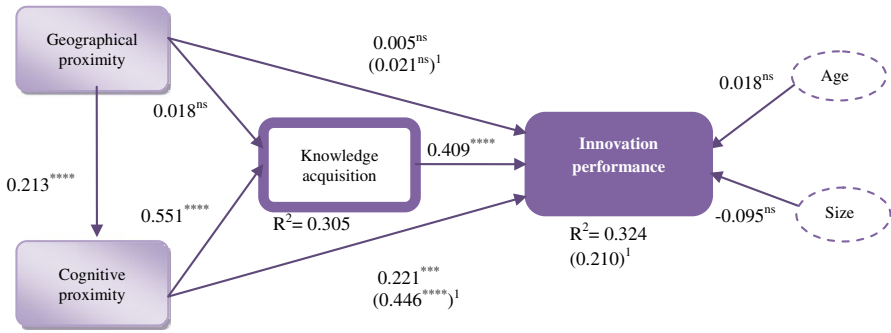 Geographical
proximity
0.005ns
(0.021ns)1
0.018ns
Age
0.018ns
Knowledge
acquisition
0.409****
Innovation
performance
0.213****
0.551****
R2= 0.305
Size
-0.095ns
R2= 0.324
(0.210)1
Cognitive
proximity
0.221***
(0.446****)1